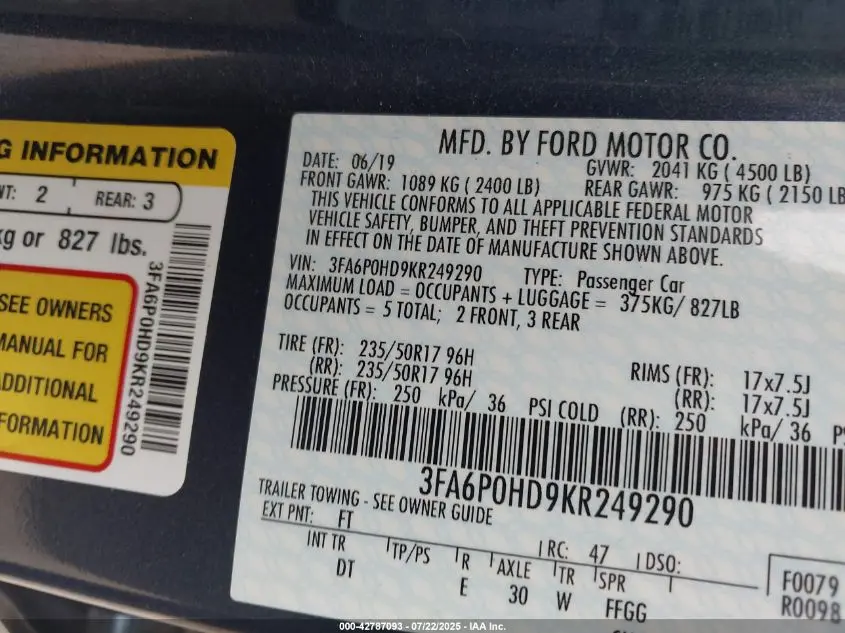 G INFORMATION
NT: 2 REAR: 3
kg or 827 lbs.
SEE OWNERS
MANUAL FOR
ADDITIONAL
FORMATION
3FA6P0HD9KR249290
MFD. BY FORD MOTOR CO.
DATE: 06/19 GVWR: 2041 KG ( 4500 LB)
FRONT GAWR: 1089 KG ( 2400 LB) REAR GAWR: 975 KG ( 2150 LB
THIS VEHICLE CONFORMS TO ALL APPLICABLE FEDERAL MOTOR
VEHICLE SAFETY, BUMPER, AND THEFT PREVENTION STANDARDS
IN EFFECT ON THE DATE OF MANUFACTURE SHOWN ABOVE.
VIN: 3FA6P0HD9KR249290 TYPE: Passenger Car
MAXIMUM LOAD = OCCUPANTS + LUGGAGE = 375KG/ 827LB
OCCUPANTS = 5 TOTAL; 2 FRONT, 3 REAR
TIRE (FR): 235/50R17 96H RIMS (FR): 17x7.5J
(RR): 235/50R17 96H (RR): 17x7.5J
PRESSURE (FR): 250 kPa/ 36 PSI COLD (RR): 250 kPa/ 36 PS
3FA6P0HD9KR249290
TRAILER TOWING - SEE OWNER GUIDE
EXT PNT: FT RC: 47 DSO:
INT TR TP/PS R AXLE TR SPR F0079
DT E 30 W FFGG R0098
000-42787093 - 07/22/2025 - IAA Inc.